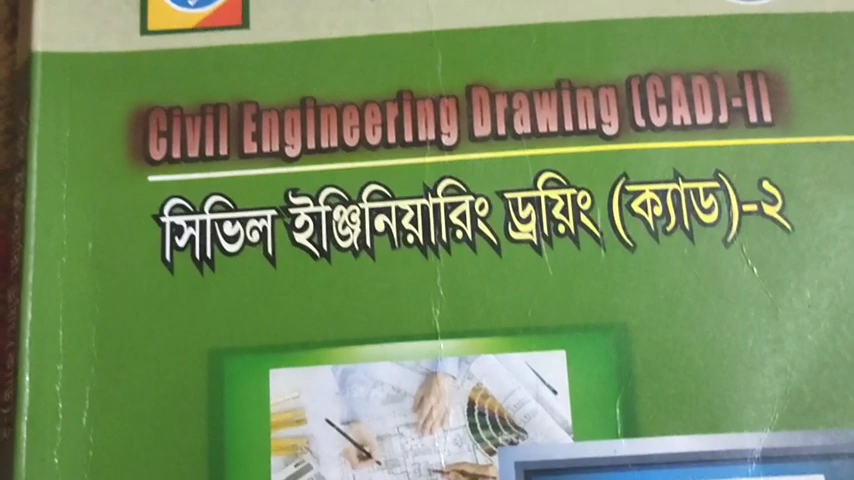 Civil Engineering Drawing (CAD)-II
সিভিল ইঞ্জিনিয়ারিং ড্রয়িং (ক্যাড)-২